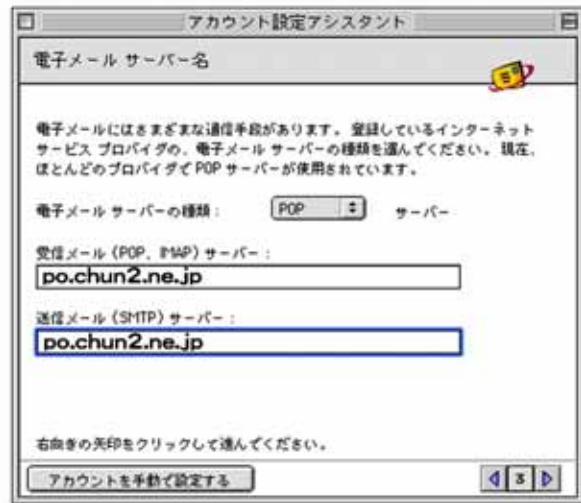 アカウント設定アシスタント
電子メール サーバー名
電子メールにはさまざまな通信手段があります。登録しているインターネット
サービス プロバイダの、電子メール サーバーの種類を選んでください。現在、
ほとんどのプロバイダで POP サーバーが使用されています。
電子メール サーバーの種類： POP サーバー
受信メール (POP、IMAP) サーバー：
po.chun2.ne.jp
送信メール (SMTP) サーバー：
po.chun2.ne.jp
右向きの矢印をクリックして進んでください。
アカウントを手動で設定する 3